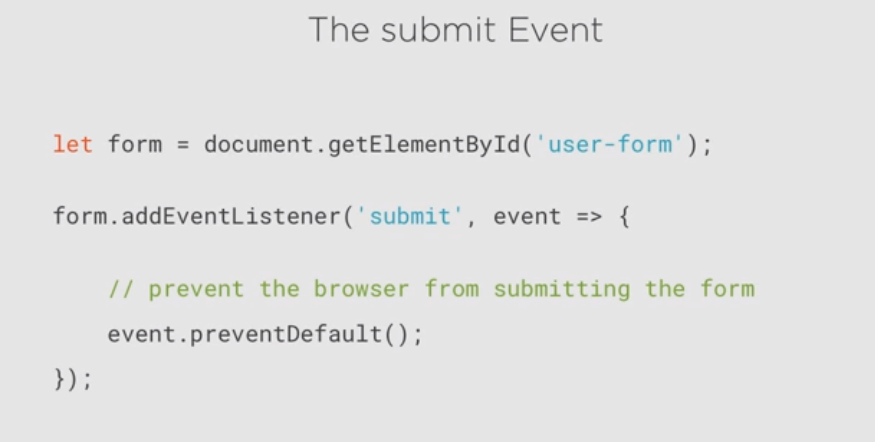 The submit Event
let form = document.getElementById('user-form');
form.addEventListener('submit', event => {
// prevent the browser from submitting the form
event.preventDefault();
});